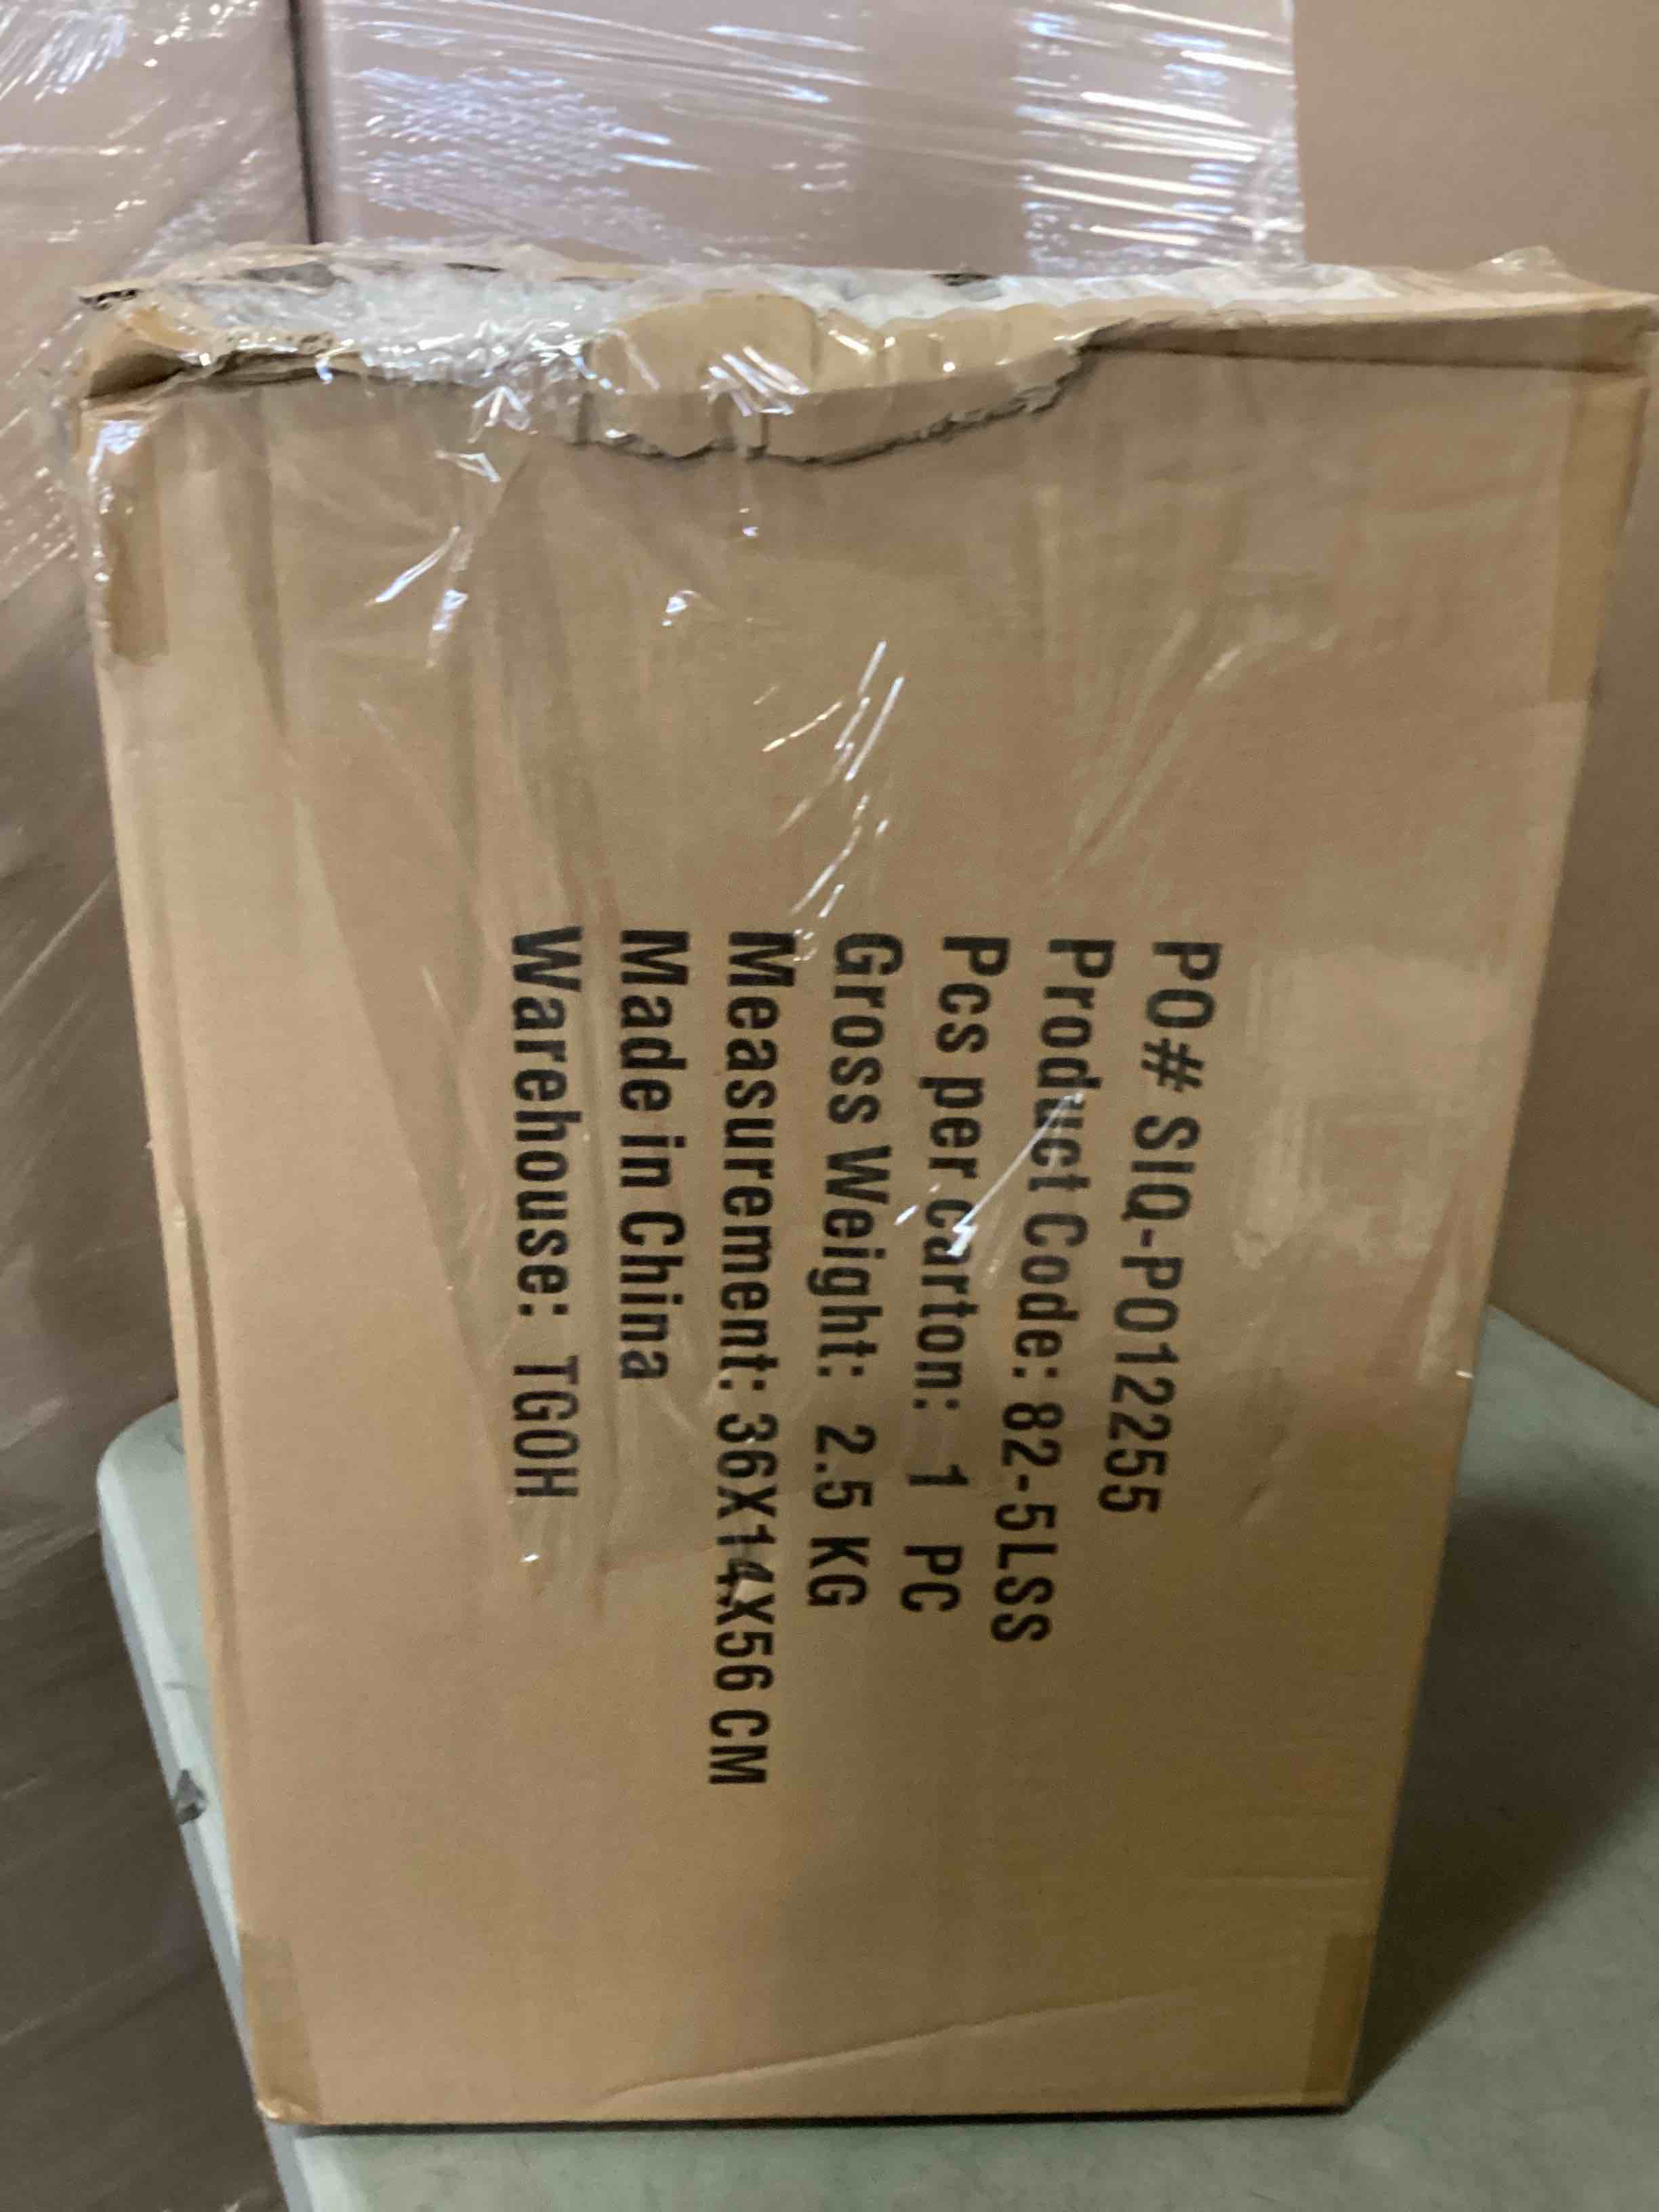 PO# SIQ-PO12255
Product Code: 82-5LSS
Pcs per carton: 1 PC
Gross Weight: 2.5 KG
Measurement: 36X14X56 CM
Made in China
Warehouse: TGOH